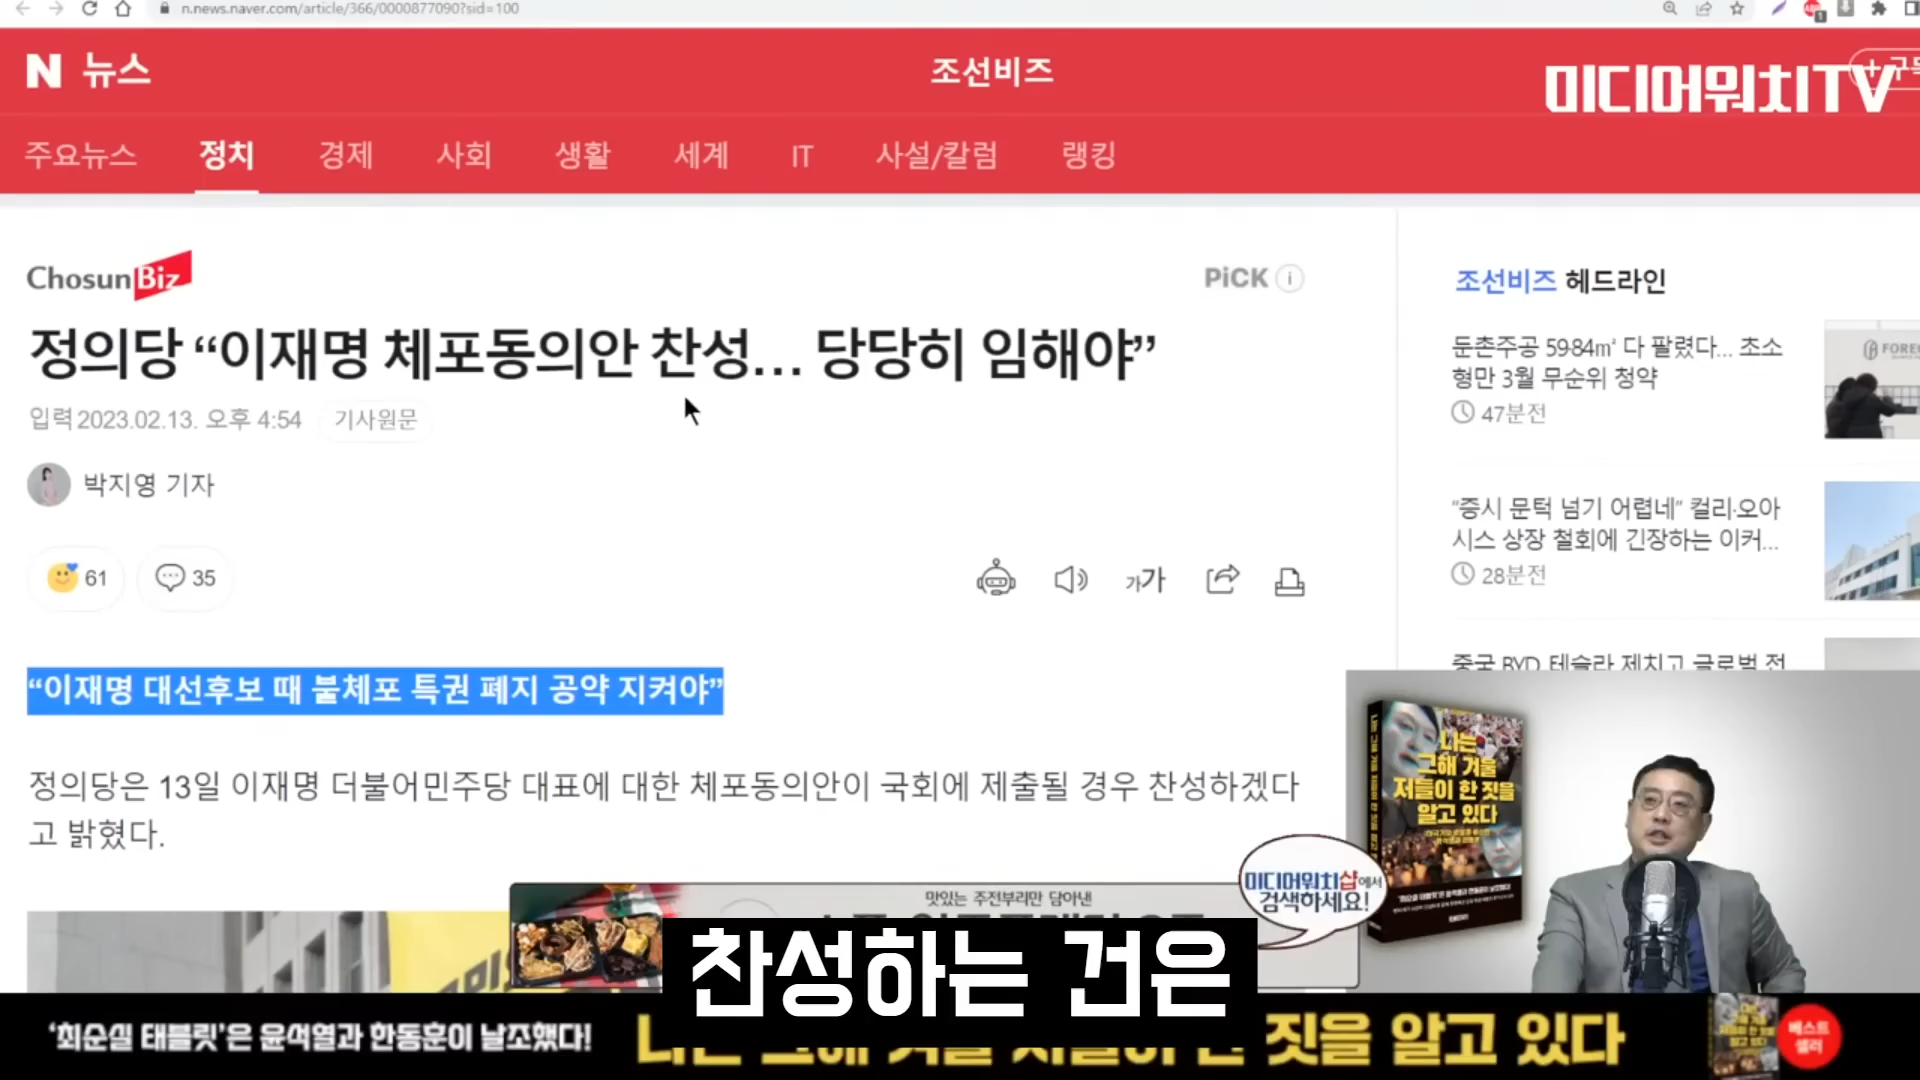 n.news.naver.com/article/366/0000877090?sid=100
N 뉴스
조선비즈
미디어워치TV
주요뉴스 정치 경제 사회 생활 세계 IT 사설/칼럼 랭킹
ChosunBiz
PiCK
정의당 “이재명 체포동의안 찬성... 당당히 임해야”
입력 2023.02.13. 오후 4:54 기사원문
박지영 기자
61 35
가가
“이재명 대선후보 때 불체포 특권 폐지 공약 지켜야”
정의당은 13일 이재명 더불어민주당 대표에 대한 체포동의안이 국회에 제출될 경우 찬성하겠다
고 밝혔다.
조선비즈 헤드라인
둔촌주공 59·84㎡ 다 팔렸다... 초소
형만 3월 무순위 청약
47분전
“증시 문턱 넘기 어렵네” 컬리·오아
시스 상장 철회에 긴장하는 이커...
28분전
중국 BYD, 테슬라 제치고 글로벌 전
나는
그해 겨울
저들이 한 짓을
알고 있다
미디어워치샵에서
검색하세요!
맛있는 주전부리만 담아낸
찬성하는 건은
‘최순실 태블릿’은 윤석열과 한동훈이 날조했다!
짓을 알고 있다
베스트
셀러